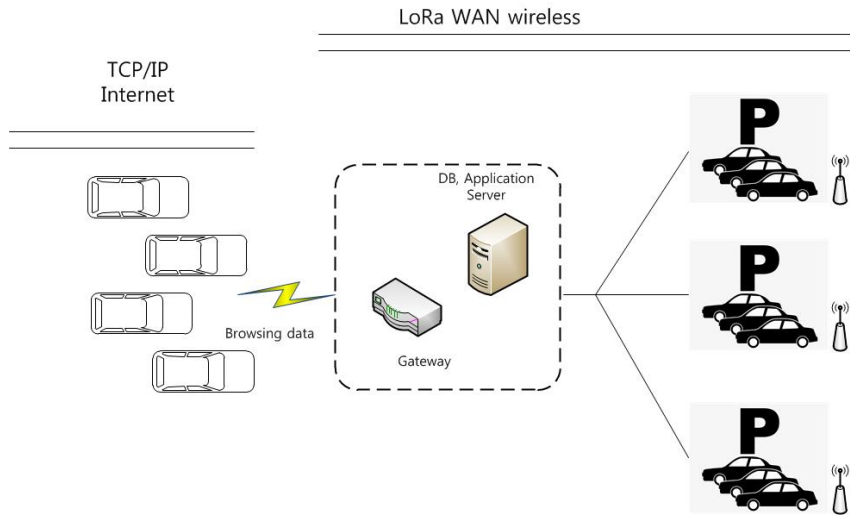 LoRa WAN wireless
TCP/IP
Internet
DB, Application
Server
Browsing data
Gateway
P
P
P